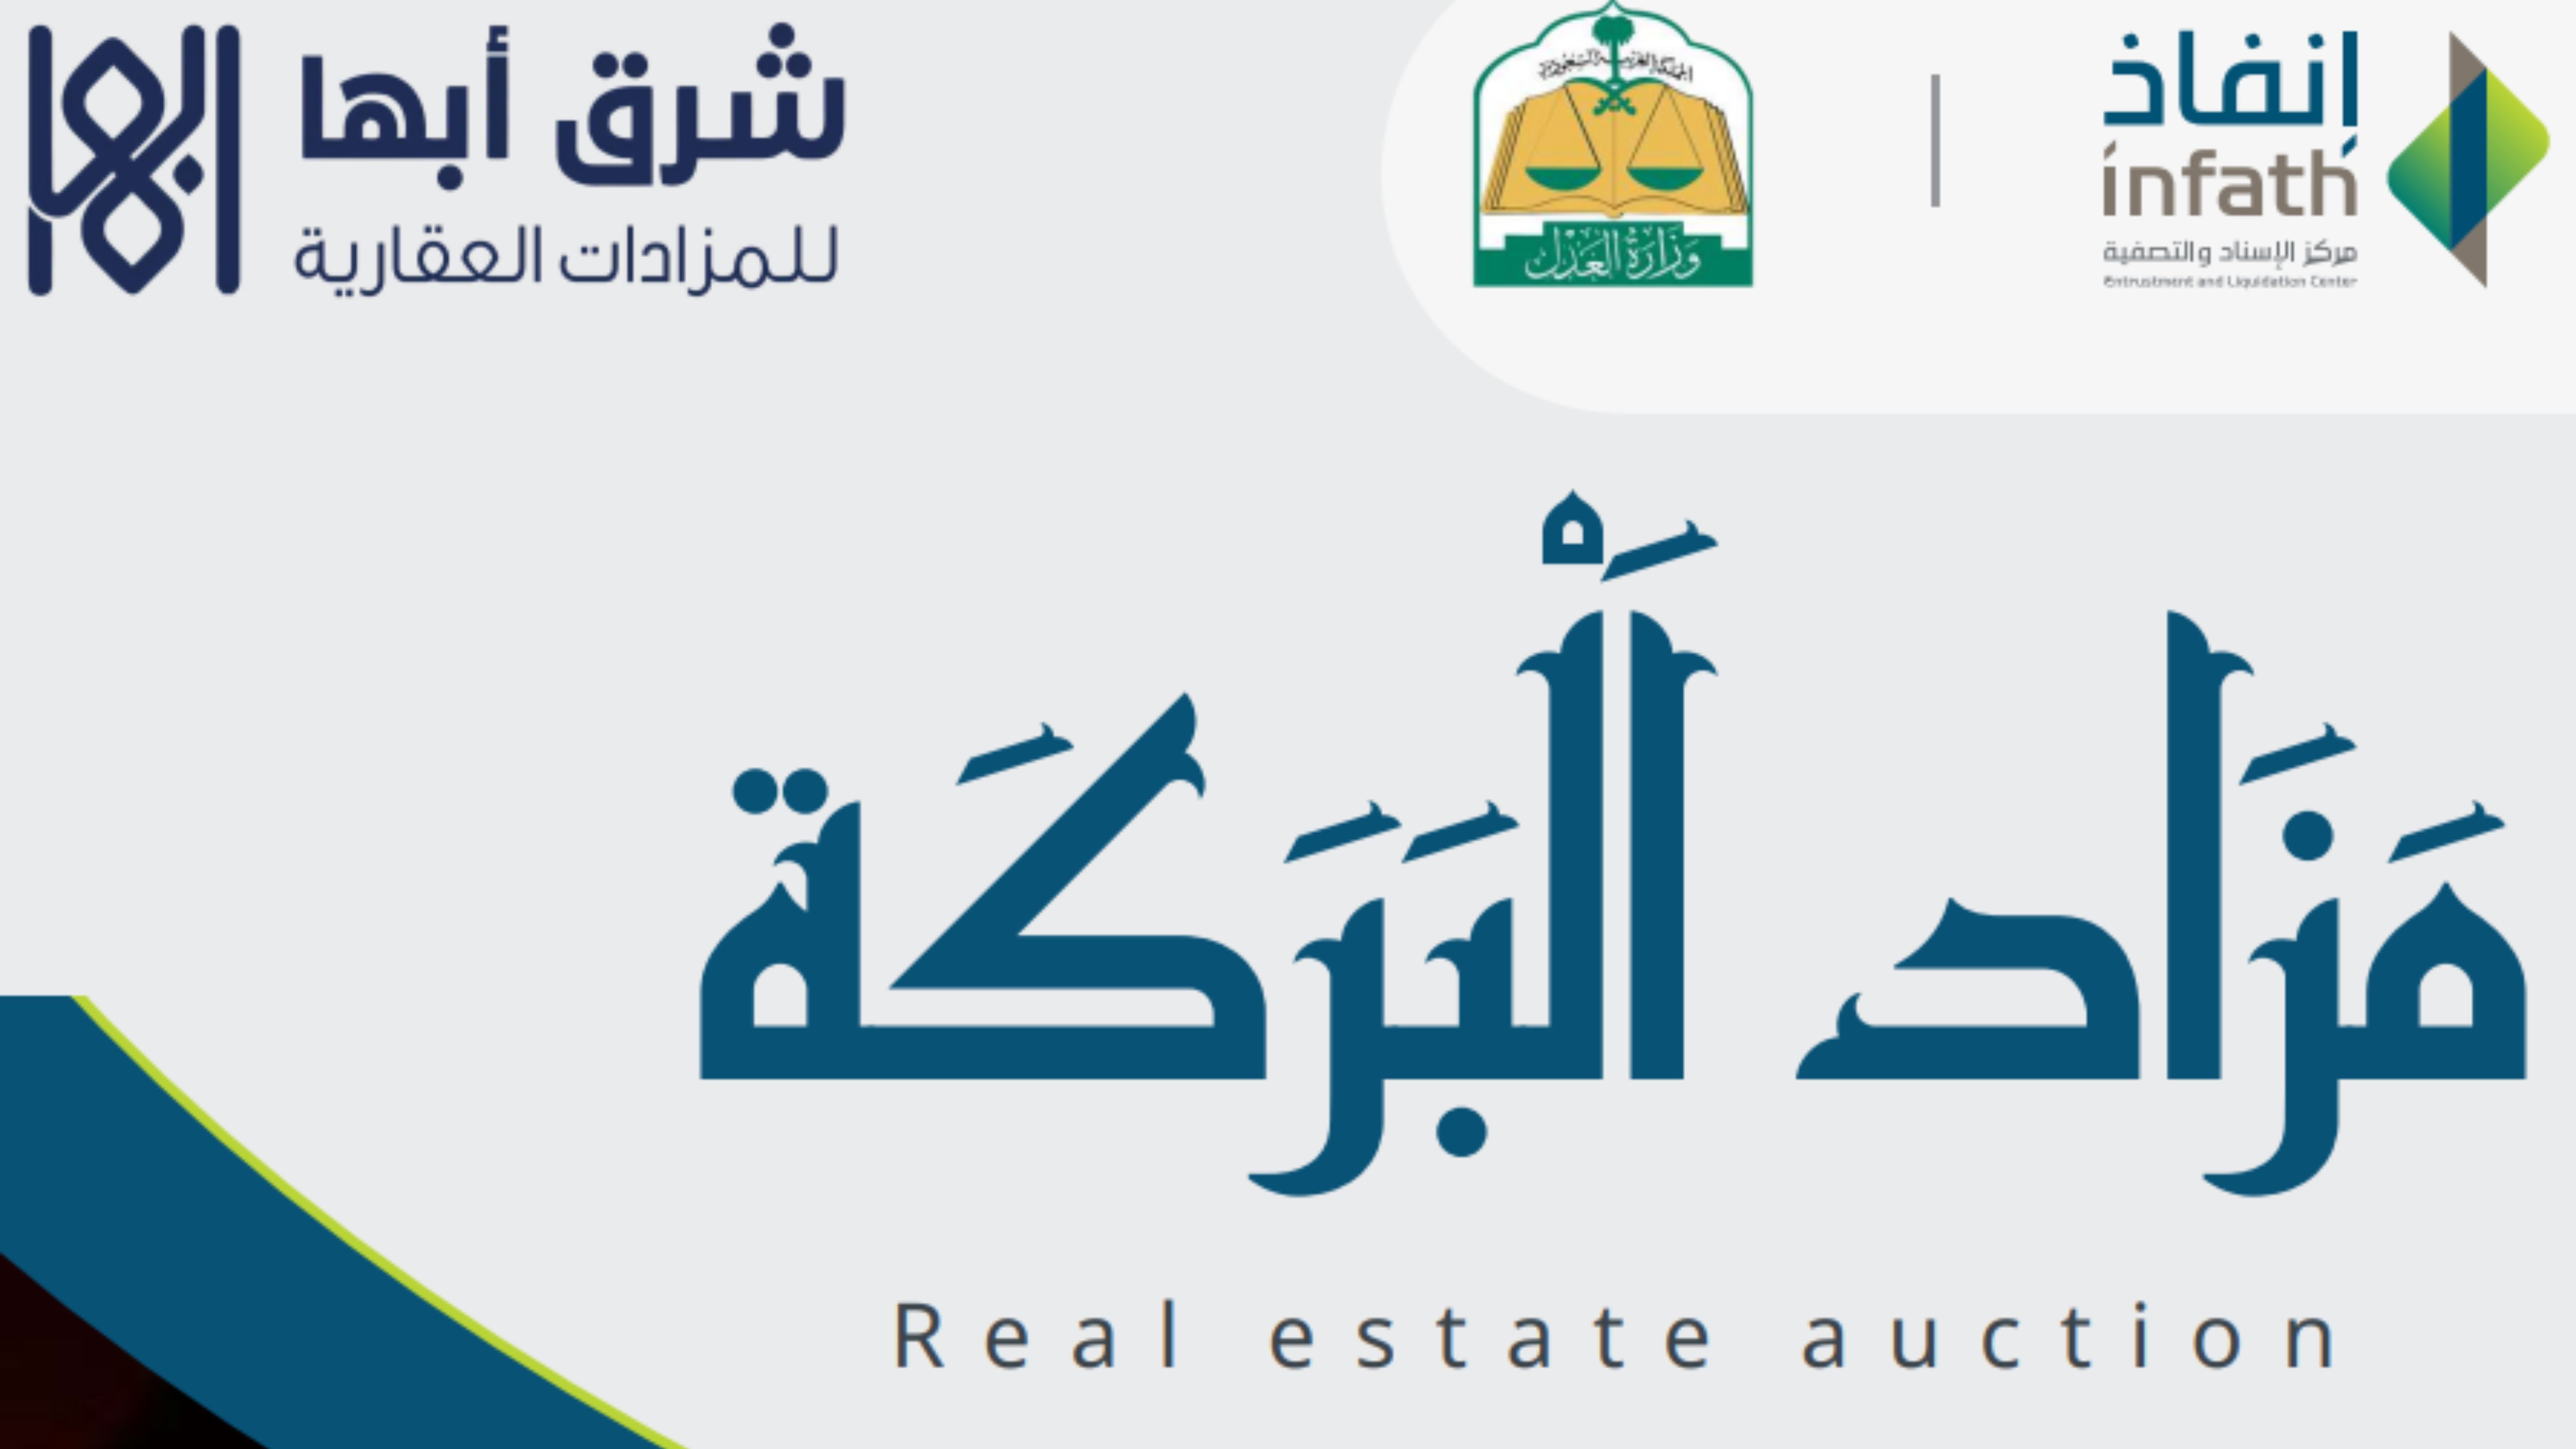 إنفاذ
infath
مركز الإسناد والتصفية
Entrustment and Liquidation Center
المملكة العربية السعودية
وزارة العدل
شرق أبها
للمزادات العقارية
مَزَاد اَلْبَرَكَة
Real estate auction